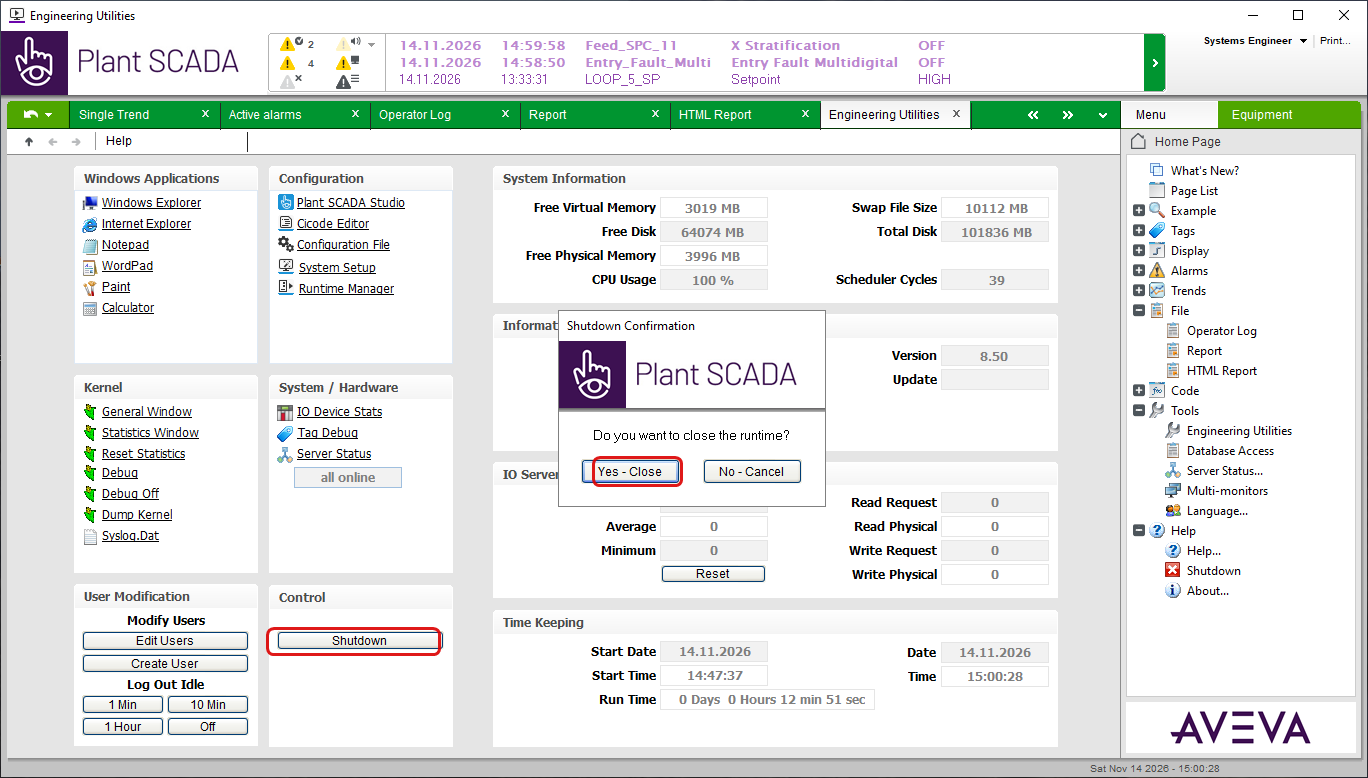 Engineering Utilities
Plant SCADA
2
4
14.11.2026 14:59:58 Feed_SPC_11 X Stratification OFF
14.11.2026 14:58:50 Entry_Fault_Multi Entry Fault Multidigital OFF
14.11.2026 13:33:31 LOOP_5_SP Setpoint HIGH
Systems Engineer Print...
Single Trend x Active alarms x Operator Log x Report x HTML Report x Engineering Utilities x
Menu Equipment
Help
Home Page
Windows Applications
Windows Explorer
Internet Explorer
Notepad
WordPad
Paint
Calculator
Configuration
Plant SCADA Studio
Cicode Editor
Configuration File
System Setup
Runtime Manager
Kernel
General Window
Statistics Window
Reset Statistics
Debug
Debug Off
Dump Kernel
Syslog.Dat
System / Hardware
IO Device Stats
Tag Debug
Server Status
all online
User Modification
Modify Users
Edit Users
Create User
Log Out Idle
1 Min 10 Min
1 Hour Off
Control
Shutdown
System Information
Free Virtual Memory 3019 MB Swap File Size 10112 MB
Free Disk 64074 MB Total Disk 101836 MB
Free Physical Memory 3996 MB
CPU Usage 100 % Scheduler Cycles 39
Informat
Version 8.50
Update
Shutdown Confirmation
Plant SCADA
Do you want to close the runtime?
Yes - Close No - Cancel
IO Server
Read Request 0
Average 0 Read Physical 0
Minimum 0 Write Request 0
Reset Write Physical 0
Time Keeping
Start Date 14.11.2026 Date 14.11.2026
Start Time 14:47:37 Time 15:00:28
Run Time 0 Days 0 Hours 12 min 51 sec
What's New?
Page List
Example
Tags
Display
Alarms
Trends
File
Operator Log
Report
HTML Report
Code
Tools
Engineering Utilities
Database Access
Server Status...
Multi-monitors
Language...
Help
Help...
Shutdown
About...
AVEVA
Sat Nov 14 2026 - 15:00:28